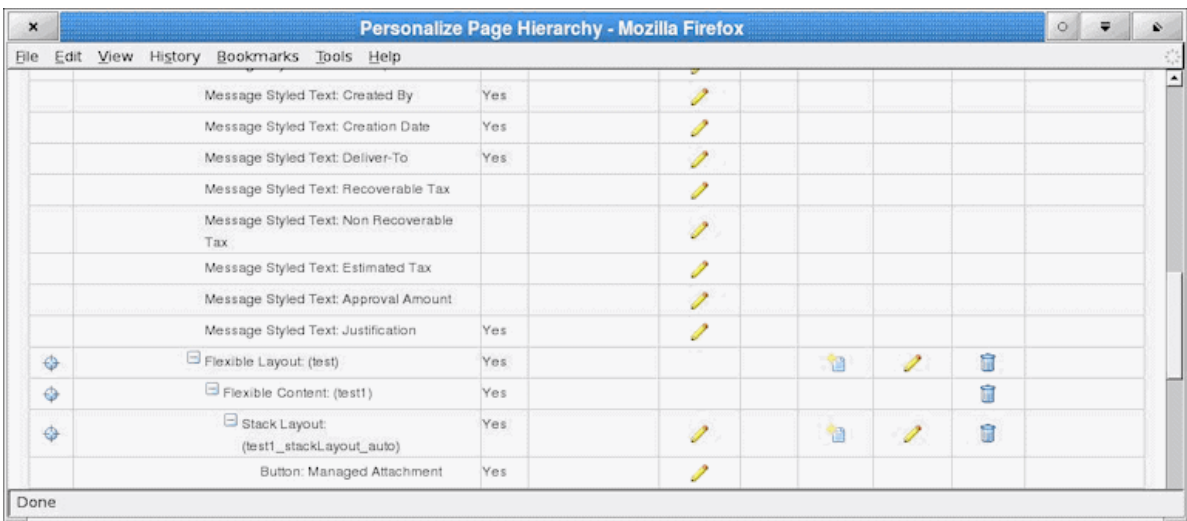 Personalize Page Hierarchy - Mozilla Firefox
File Edit View History Bookmarks Tools Help
Message Styled Text: Created By Yes
Message Styled Text: Creation Date Yes
Message Styled Text: Deliver-To Yes
Message Styled Text: Recoverable Tax
Message Styled Text: Non Recoverable
Tax
Message Styled Text: Estimated Tax
Message Styled Text: Approval Amount
Message Styled Text: Justification Yes
Flexible Layout: (test) Yes
Flexible Content: (test1) Yes
Stack Layout: Yes
(test1_stackLayout_auto)
Button: Managed Attachment Yes
Done